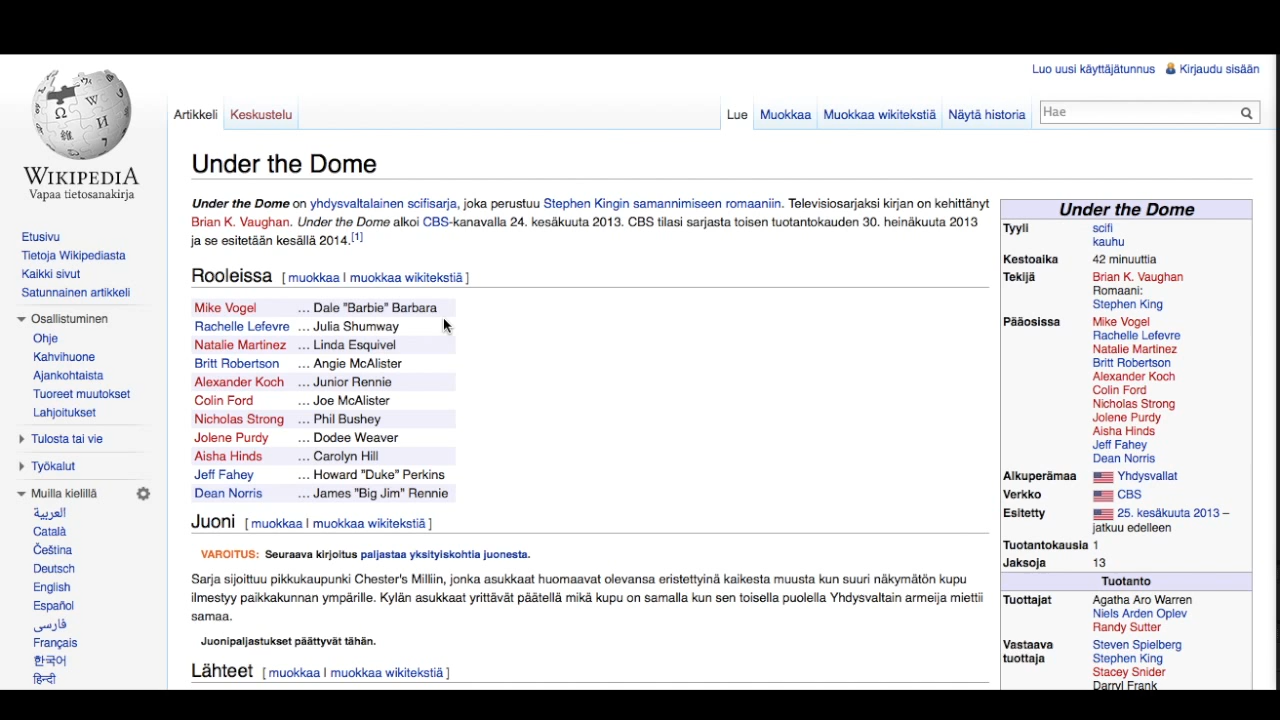 Luo uusi käyttäjätunnus Kirjaudu sisään
Artikkeli Keskustelu Lue Muokkaa Muokkaa wikitekstiä Näytä historia Hae
WIKIPEDIA
Vapaa tietosanakirja
Etusivu
Tietoja Wikipediasta
Kaikki sivut
Satunnainen artikkeli
Osallistuminen
Ohje
Kahvihuone
Ajankohtaista
Tuoreet muutokset
Lahjoitukset
Tulosta tai vie
Työkalut
Muilla kielillä
العربية
Català
Čeština
Deutsch
English
Español
فارسی
Français
한국어
हिन्दी
Under the Dome
Under the Dome on yhdysvaltalainen scifisarja, joka perustuu Stephen Kingin samannimiseen romaaniin. Televisiosarjaksi kirjan on kehittänyt
Brian K. Vaughan. Under the Dome alkoi CBS-kanavalla 24. kesäkuuta 2013. CBS tilasi sarjasta toisen tuotantokauden 30. heinäkuuta 2013
ja se esitetään kesällä 2014.[1]
Rooleissa [ muokkaa | muokkaa wikitekstiä ]
Mike Vogel ... Dale "Barbie" Barbara
Rachelle Lefevre ... Julia Shumway
Natalie Martinez ... Linda Esquivel
Britt Robertson ... Angie McAlister
Alexander Koch ... Junior Rennie
Colin Ford ... Joe McAlister
Nicholas Strong ... Phil Bushey
Jolene Purdy ... Dodee Weaver
Aisha Hinds ... Carolyn Hill
Jeff Fahey ... Howard "Duke" Perkins
Dean Norris ... James "Big Jim" Rennie
Juoni [ muokkaa | muokkaa wikitekstiä ]
VAROITUS: Seuraava kirjoitus paljastaa yksityiskohtia juonesta.
Sarja sijoittuu pikkukaupunki Chester's Milliin, jonka asukkaat huomaavat olevansa eristettyinä kaikesta muusta kun suuri näkymätön kupu
ilmestyy paikkakunnan ympärille. Kylän asukkaat yrittävät päätellä mikä kupu on samalla kun sen toisella puolella Yhdysvaltain armeija miettii
samaa.
Juonipaljastukset päättyvät tähän.
Lähteet [ muokkaa | muokkaa wikitekstiä ]
Under the Dome
Tyyli scifi
kauhu
Kestoaika 42 minuuttia
Tekijä Brian K. Vaughan
Romaani:
Stephen King
Pääosissa Mike Vogel
Rachelle Lefevre
Natalie Martinez
Britt Robertson
Alexander Koch
Colin Ford
Nicholas Strong
Jolene Purdy
Aisha Hinds
Jeff Fahey
Dean Norris
Alkuperämaa Yhdysvallat
Verkko CBS
Esitetty 25. kesäkuuta 2013 –
jatkuu edelleen
Tuotantokausia 1
Jaksoja 13
Tuotanto
Tuottajat Agatha Aro Warren
Niels Arden Oplev
Randy Sutter
Vastaava Steven Spielberg
tuottaja Stephen King
Stacey Snider
Darryl Frank